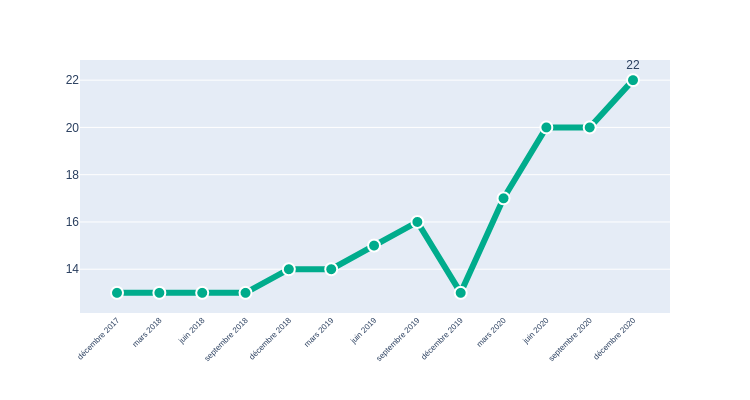 22
22
20
18
16
14
décembre 2017
mars 2018
juin 2018
septembre 2018
décembre 2018
mars 2019
juin 2019
septembre 2019
décembre 2019
mars 2020
juin 2020
septembre 2020
décembre 2020